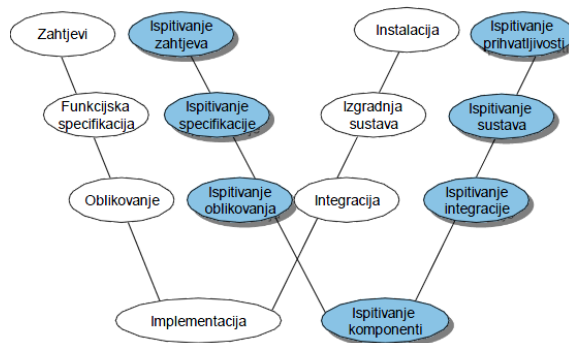 Zahtjevi
Ispitivanje
zahtjeva
Instalacija
Ispitivanje
prihvatljivosti
Funkcijska
specifikacija
Ispitivanje
specifikacije
Izgradnja
sustava
Ispitivanje
sustava
Oblikovanje
Ispitivanje
oblikovanja
Integracija
Ispitivanje
integracije
Implementacija
Ispitivanje
komponenti